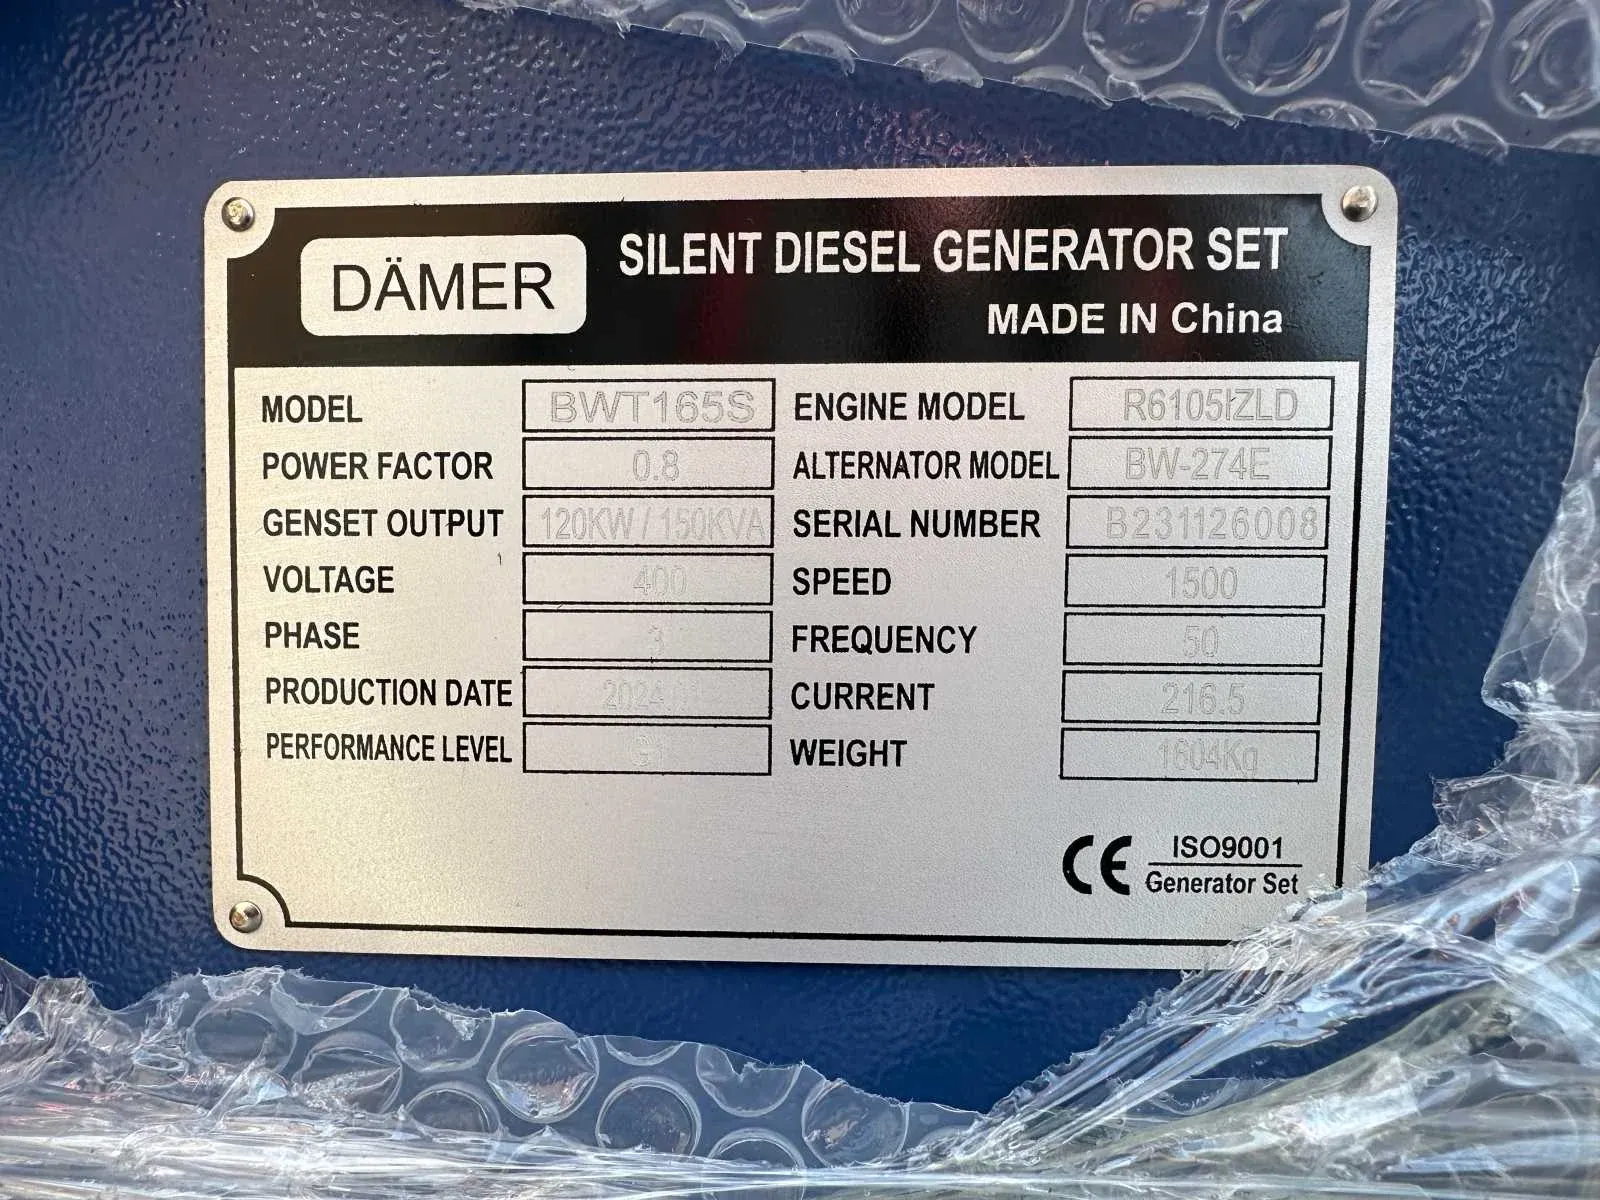 DÄMER
SILENT DIESEL GENERATOR SET
MADE IN China
MODEL BWT165S ENGINE MODEL R6105IZLD
POWER FACTOR 0.8 ALTERNATOR MODEL BW-274E
GENSET OUTPUT 120KW / 150KVA SERIAL NUMBER B231126008
VOLTAGE 400 SPEED 1500
PHASE 3 FREQUENCY 50
PRODUCTION DATE CURRENT 216.5
PERFORMANCE LEVEL WEIGHT 1604Kg
CE ISO9001
Generator Set